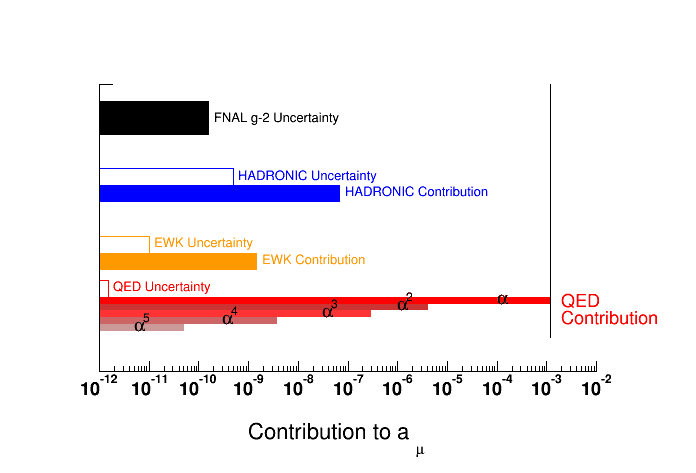 FNAL g-2 Uncertainty
HADRONIC Uncertainty
HADRONIC Contribution
EWK Uncertainty
EWK Contribution
QED Uncertainty
QED
Contribution
α
α²
α³
α⁴
α⁵
10⁻¹² 10⁻¹¹ 10⁻¹⁰ 10⁻⁹ 10⁻⁸ 10⁻⁷ 10⁻⁶ 10⁻⁵ 10⁻⁴ 10⁻³ 10⁻²
Contribution to a_μ